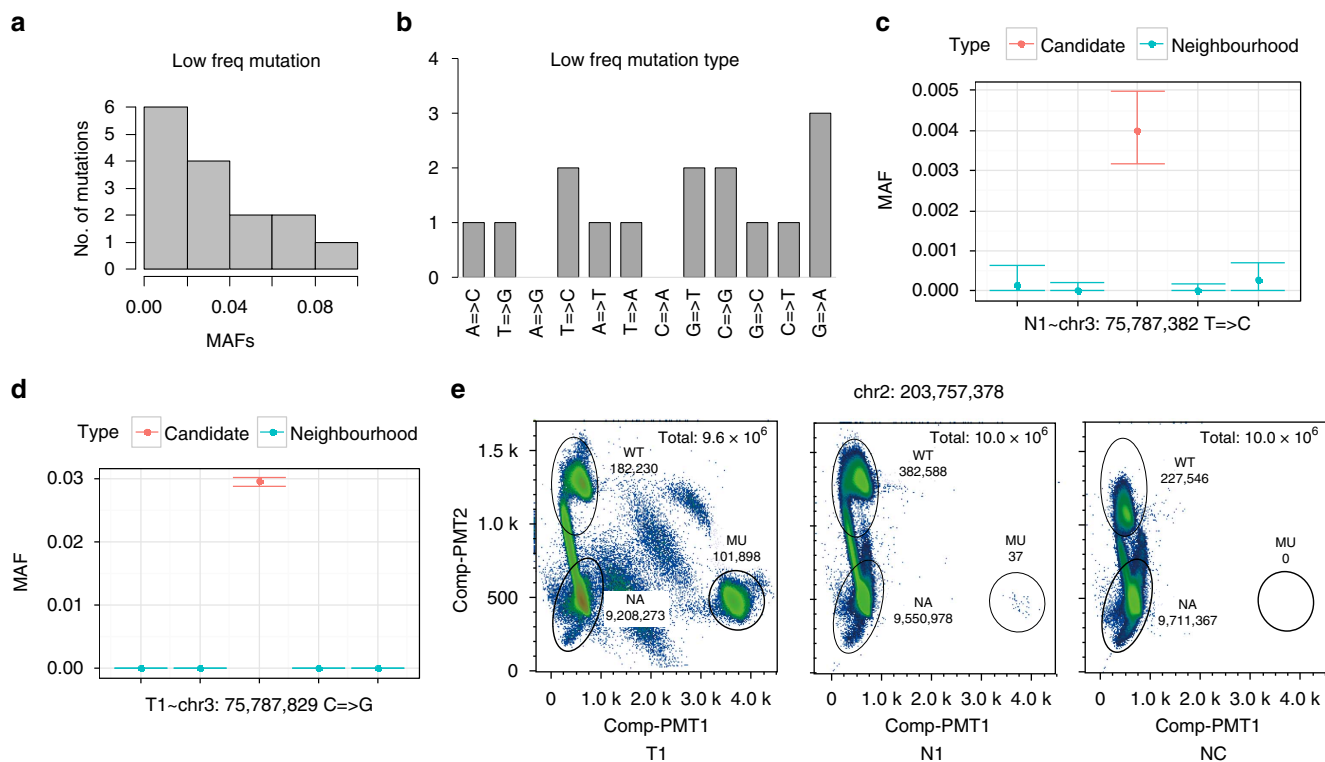 a
Low freq mutation
No. of mutations
6
5
4
3
2
1
0
0.00 0.04 0.08
MAFs
b
Low freq mutation type
4
3
2
1
0
A=>C
T=>G
A=>G
T=>C
A=>T
T=>A
C=>A
G=>T
C=>G
G=>C
C=>T
G=>A
c
Type Candidate Neighbourhood
MAF
0.005
0.004
0.003
0.002
0.001
0.000
N1~chr3: 75,787,382 T=>C
d
Type Candidate Neighbourhood
MAF
0.03
0.02
0.01
0.00
T1~chr3: 75,787,829 C=>G
e
chr2: 203,757,378
Comp-PMT2
1.5 k
1.0 k
500
0
Total: 9.6 × 10⁶
WT
182,230
MU
101,898
NA
9,208,273
0 1.0 k 2.0 k 3.0 k 4.0 k
Comp-PMT1
T1
Total: 10.0 × 10⁶
WT
382,588
MU
37
NA
9,550,978
0 1.0 k 2.0 k 3.0 k 4.0 k
Comp-PMT1
N1
Total: 10.0 × 10⁶
WT
227,546
MU
0
NA
9,711,367
0 1.0 k 2.0 k 3.0 k 4.0 k
Comp-PMT1
NC